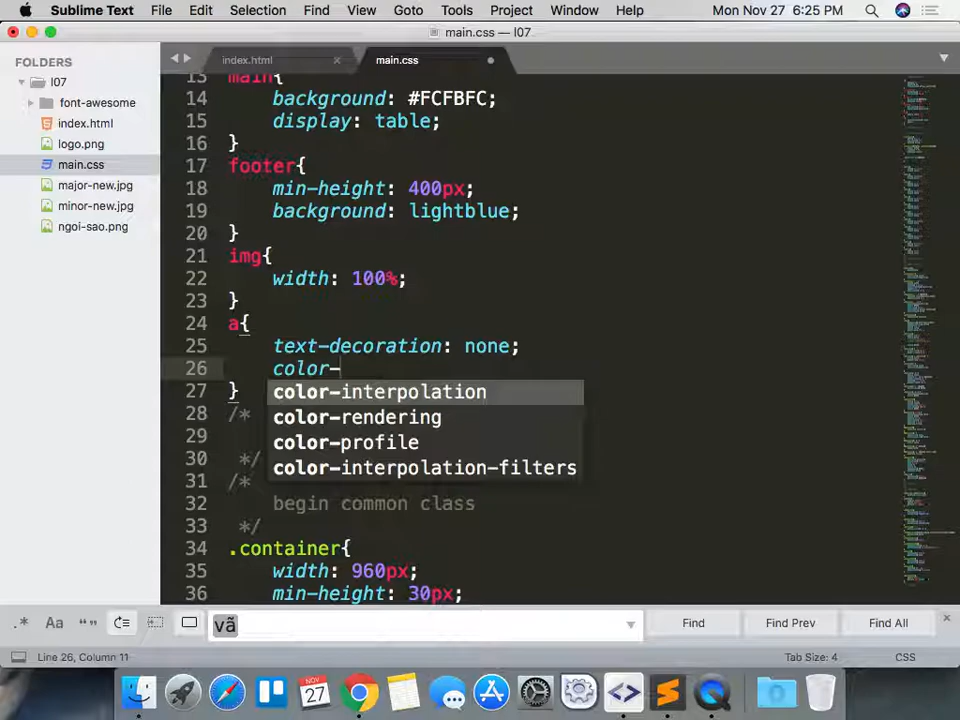 Sublime Text File Edit Selection Find View Goto Tools Project Window Help Mon Nov 27 6:25 PM
main.css — l07
FOLDERS
l07
font-awesome
index.html
logo.png
main.css
major-new.jpg
minor-new.jpg
ngoi-sao.png
index.html × main.css
13 main{
14 background: #FCFBFC;
15 display: table;
16 }
17 footer{
18 min-height: 400px;
19 background: lightblue;
20 }
21 img{
22 width: 100%;
23 }
24 a{
25 text-decoration: none;
26 color-
27 }
color-interpolation
color-rendering
color-profile
color-interpolation-filters
28 /*
29
30 */
31 /*
32 begin common class
33 */
34 .container{
35 width: 960px;
36 min-height: 30px;
.* Aa “” vã Find Find Prev Find All ×
Line 26, Column 11 Tab Size: 4 CSS
NOV
27